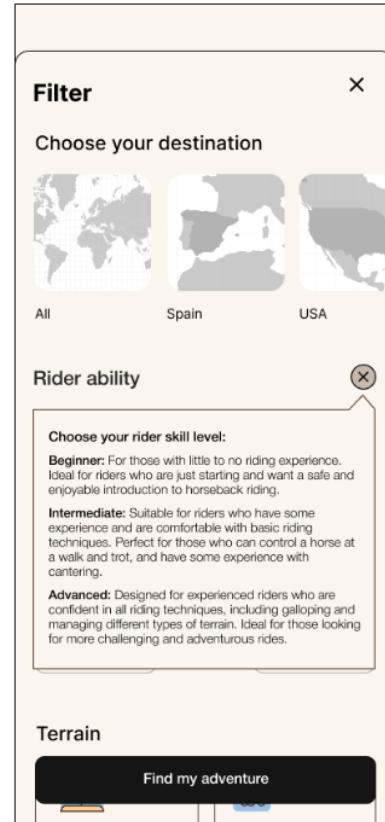 Filter
Choose your destination
All
Spain
USA
Rider ability
Choose your rider skill level:
Beginner: For those with little to no riding experience.
Ideal for riders who are just starting and want a safe and
enjoyable introduction to horseback riding.
Intermediate: Suitable for riders who have some
experience and are comfortable with basic riding
techniques. Perfect for those who can control a horse at
a walk and trot, and have some experience with
cantering.
Advanced: Designed for experienced riders who are
confident in all riding techniques, including galloping and
managing different types of terrain. Ideal for those looking
for more challenging and adventurous rides.
Terrain
Find my adventure